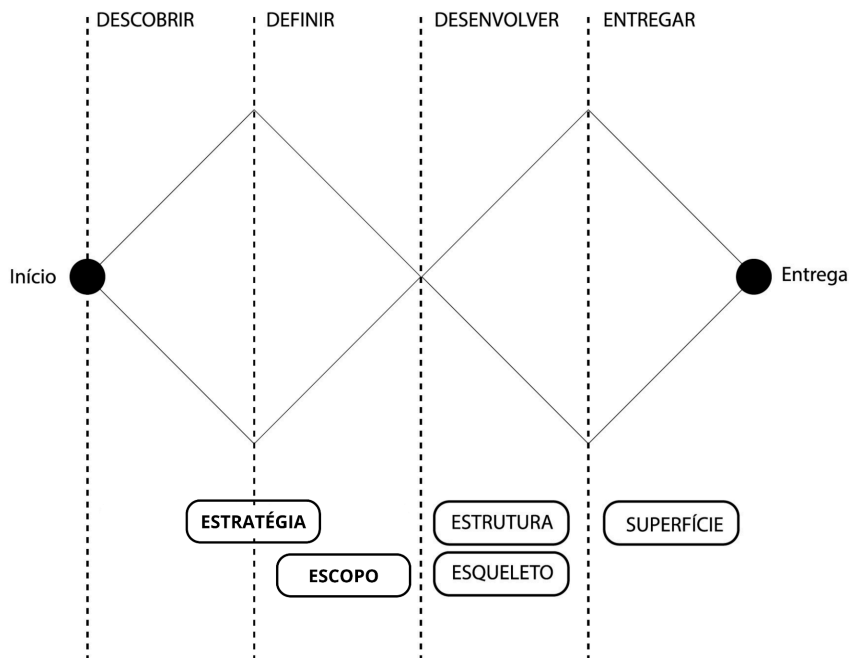 DESCOBRIR
DEFINIR
DESENVOLVER
ENTREGAR
Início
Entrega
ESTRATÉGIA
ESTRUTURA
SUPERFÍCIE
ESCOPO
ESQUELETO